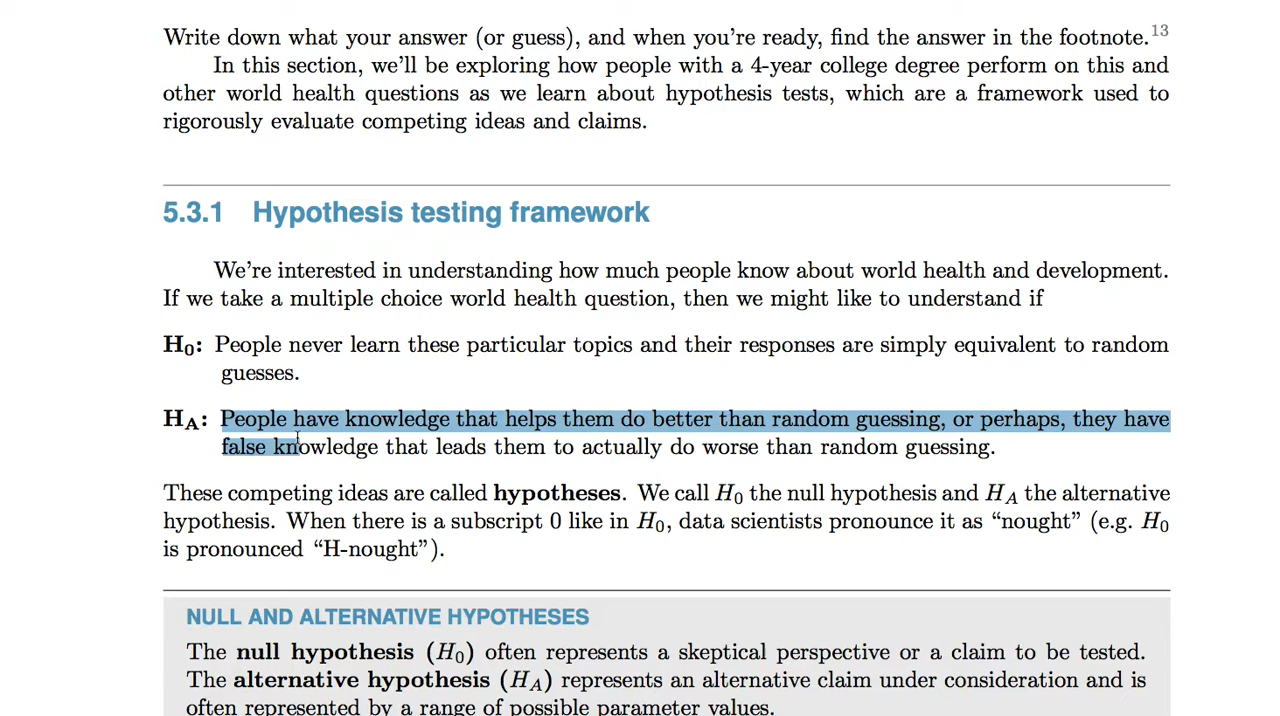 Write down what your answer (or guess), and when you're ready, find the answer in the footnote.13
In this section, we'll be exploring how people with a 4-year college degree perform on this and
other world health questions as we learn about hypothesis tests, which are a framework used to
rigorously evaluate competing ideas and claims.
5.3.1 Hypothesis testing framework
We're interested in understanding how much people know about world health and development.
If we take a multiple choice world health question, then we might like to understand if
H0: People never learn these particular topics and their responses are simply equivalent to random
guesses.
HA: People have knowledge that helps them do better than random guessing, or perhaps, they have
false knowledge that leads them to actually do worse than random guessing.
These competing ideas are called hypotheses. We call H0 the null hypothesis and HA the alternative
hypothesis. When there is a subscript 0 like in H0, data scientists pronounce it as “nought” (e.g. H0
is pronounced “H-nought”).
NULL AND ALTERNATIVE HYPOTHESES
The null hypothesis (H0) often represents a skeptical perspective or a claim to be tested.
The alternative hypothesis (HA) represents an alternative claim under consideration and is
often represented by a range of possible parameter values.